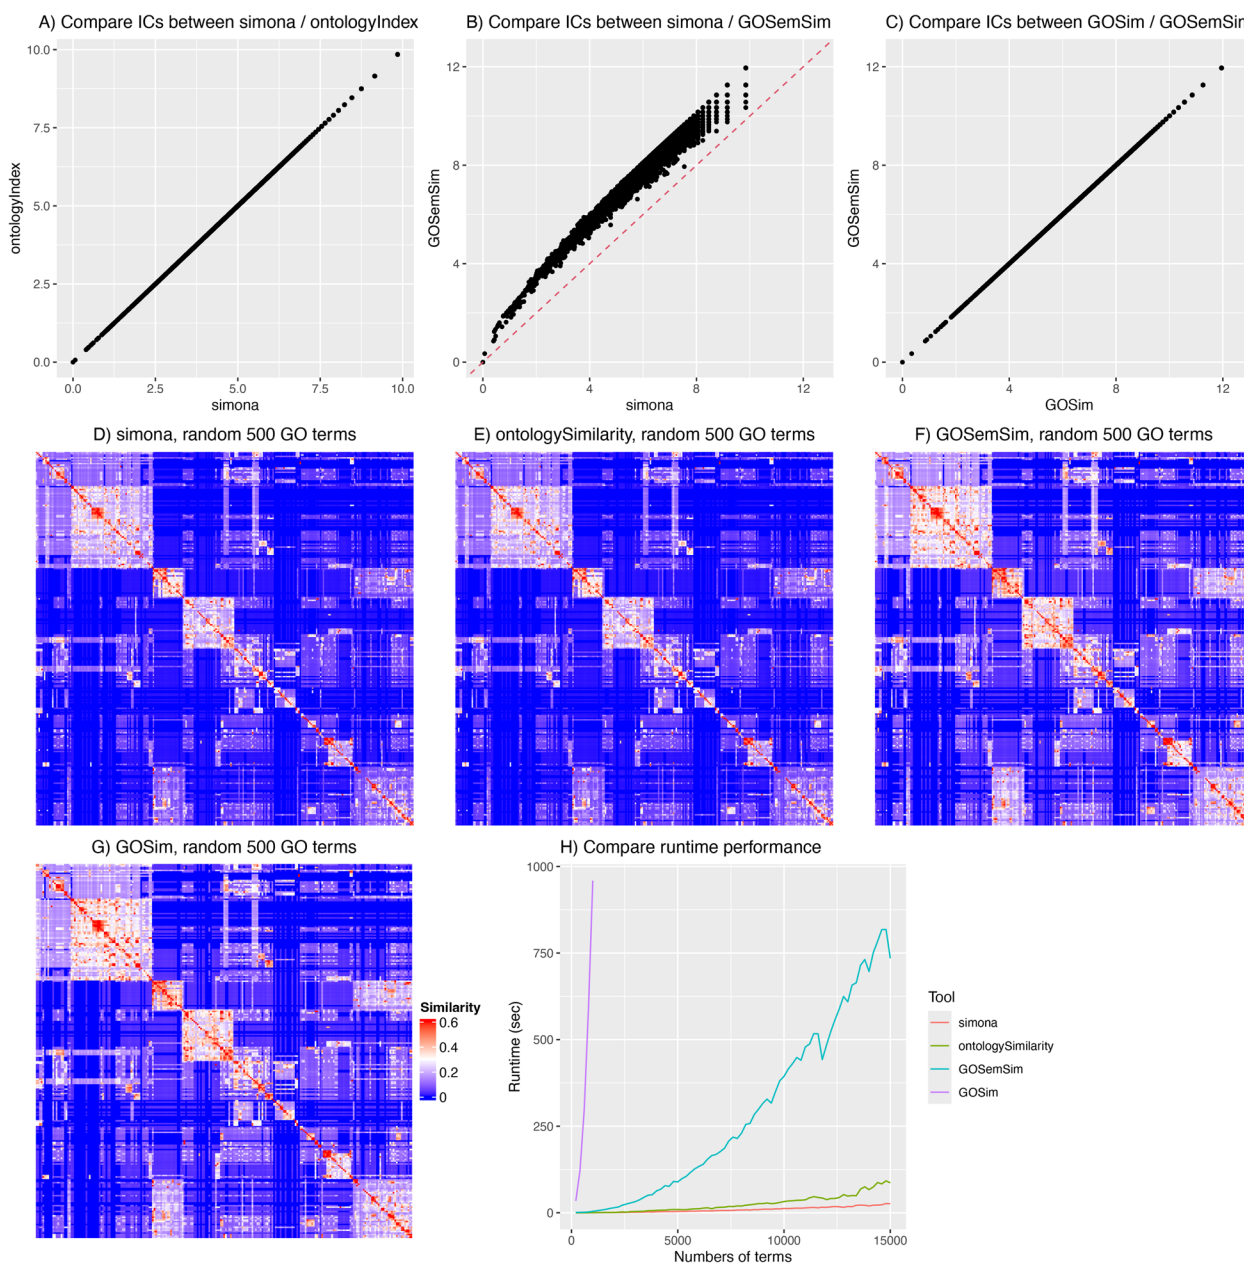 A) Compare ICs between simona / ontologyIndex
B) Compare ICs between simona / GOSemSim
C) Compare ICs between GOSim / GOSemSim
10.0
7.5
5.0
2.5
0.0
ontologyIndex
0.0
2.5
5.0
7.5
10.0
simona
12
8
4
0
GOSemSim
0
4
8
12
simona
12
8
4
0
GOSemSim
0
4
8
12
GOSim
D) simona, random 500 GO terms
E) ontologySimilarity, random 500 GO terms
F) GOSemSim, random 500 GO terms
G) GOSim, random 500 GO terms
Similarity
0.6
0.4
0.2
0
H) Compare runtime performance
1000
750
500
250
0
Runtime (sec)
0
5000
10000
15000
Numbers of terms
Tool
simona
ontologySimilarity
GOSemSim
GOSim